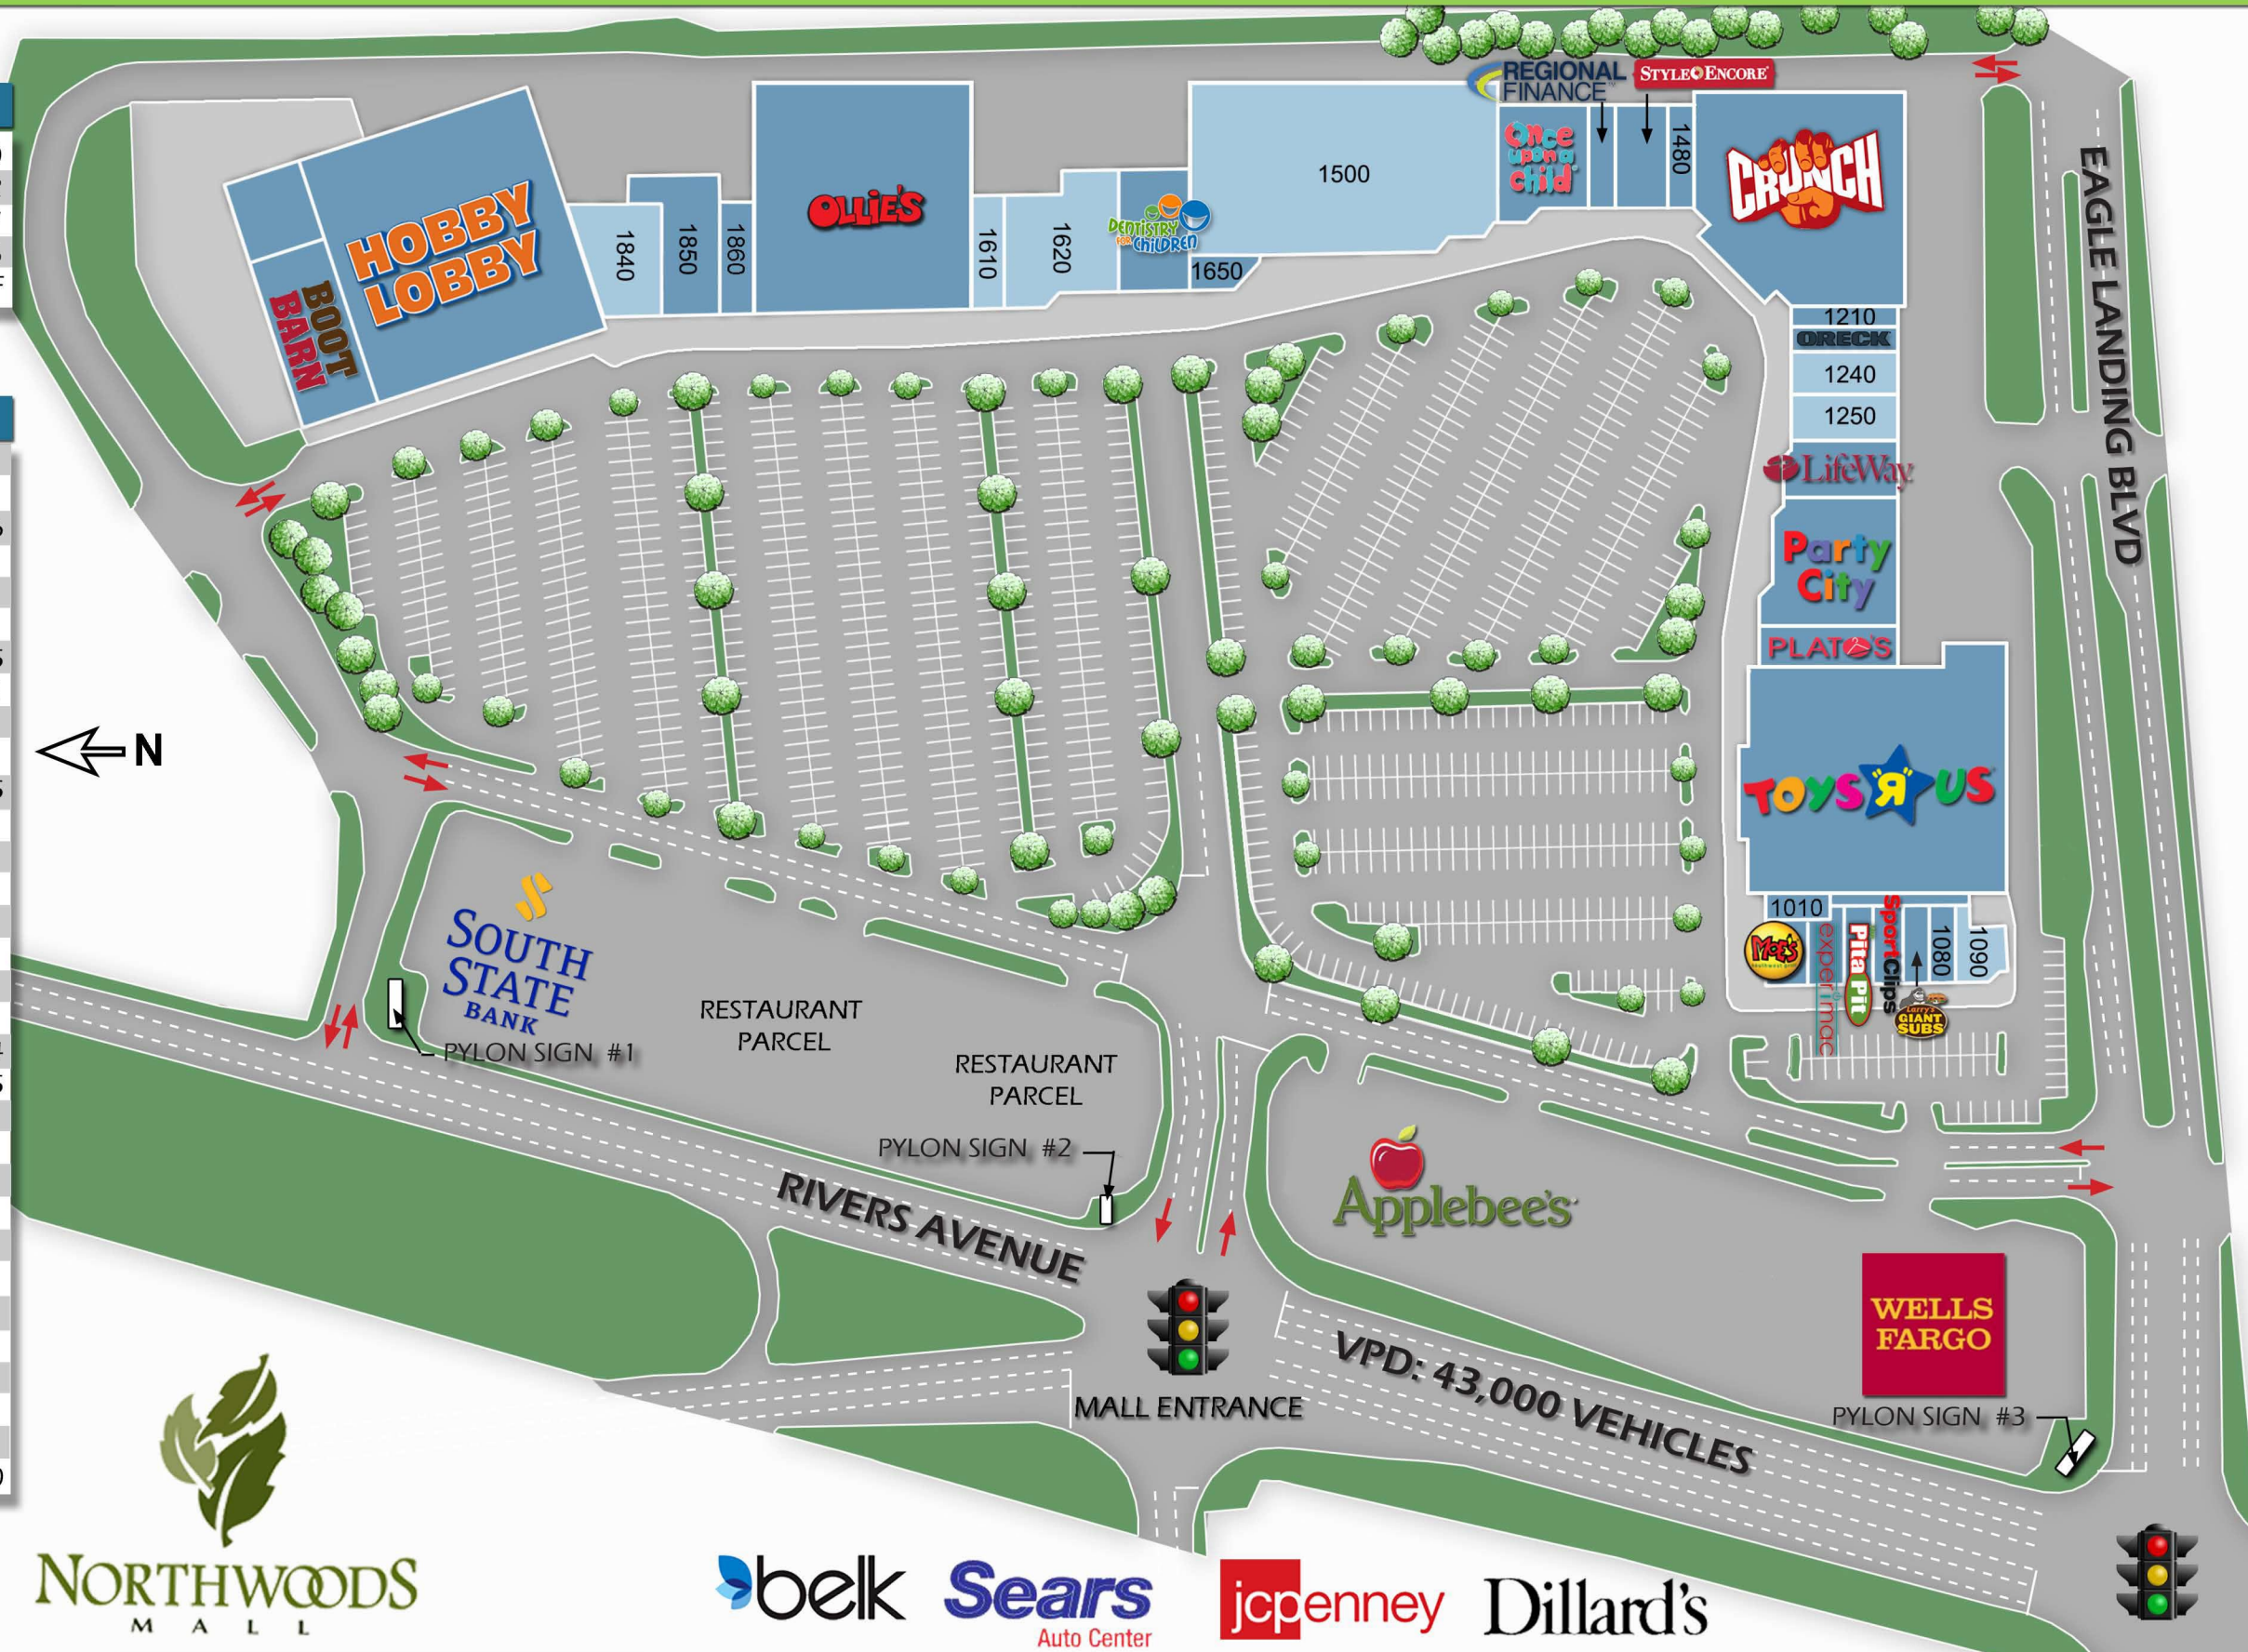 REGIONAL
FINANCE
STYLE ENCORE
Once
upon a
child
1480
CRUNCH
1500
HOBBY
LOBBY
BOOT
BARN
1840
1850
1860
OLLIE'S
1610
1620
DENTISTRY
FOR CHILDREN
1650
1210
ORECK
1240
1250
LifeWay
Party
City
PLATO'S
TOYS"R"US
EAGLE LANDING BLVD
N
1010
MOE'S
experimac
Pita Pit
SportClips
Larry's
GIANT
SUBS
1080
1090
SOUTH
STATE
BANK
PYLON SIGN #1
RESTAURANT
PARCEL
RESTAURANT
PARCEL
PYLON SIGN #2
RIVERS AVENUE
Applebee's
WELLS
FARGO
PYLON SIGN #3
VPD: 43,000 VEHICLES
MALL ENTRANCE
NORTHWOODS
MALL
belk
Sears
Auto Center
jcpenney
Dillard's